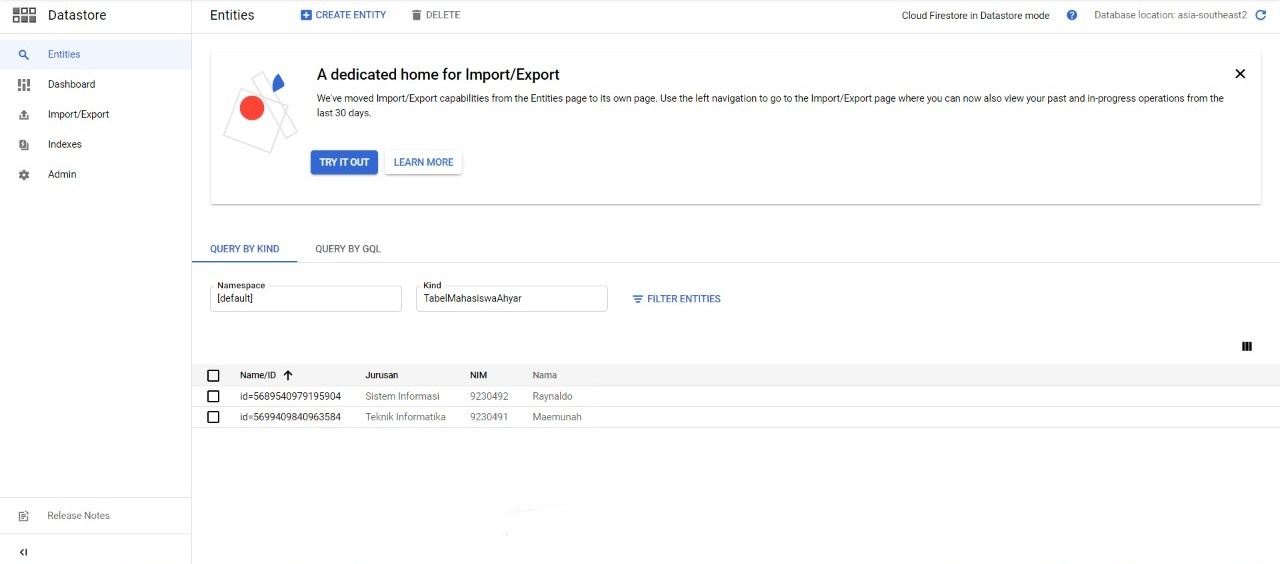 Datastore
Entities
CREATE ENTITY
DELETE
Cloud Firestore in Datastore mode
Database location: asia-southeast2
Entities
Dashboard
Import/Export
Indexes
Admin
A dedicated home for Import/Export
We've moved Import/Export capabilities from the Entities page to its own page. Use the left navigation to go to the Import/Export page where you can now also view your past and in-progress operations from the
last 30 days.
TRY IT OUT
LEARN MORE
QUERY BY KIND
QUERY BY GQL
Namespace
[default]
Kind
TabelMahasiswaAhyar
FILTER ENTITIES
Name/ID Jurusan NIM Nama
id=5689540979195904 Sistem Informasi 9230492 Raynaldo
id=5699409840963584 Teknik Informatika 9230491 Maemunah
Release Notes